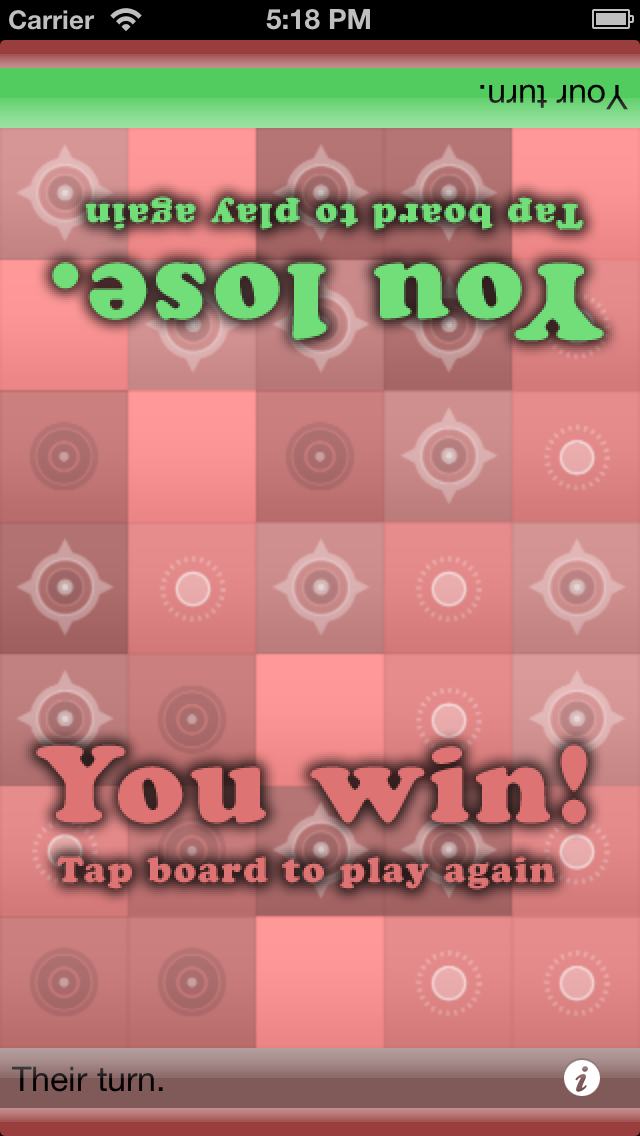 Carrier 5:18 PM
Your turn.
Tap board to play again
You lose.
You win!
Tap board to play again
Their turn.
i